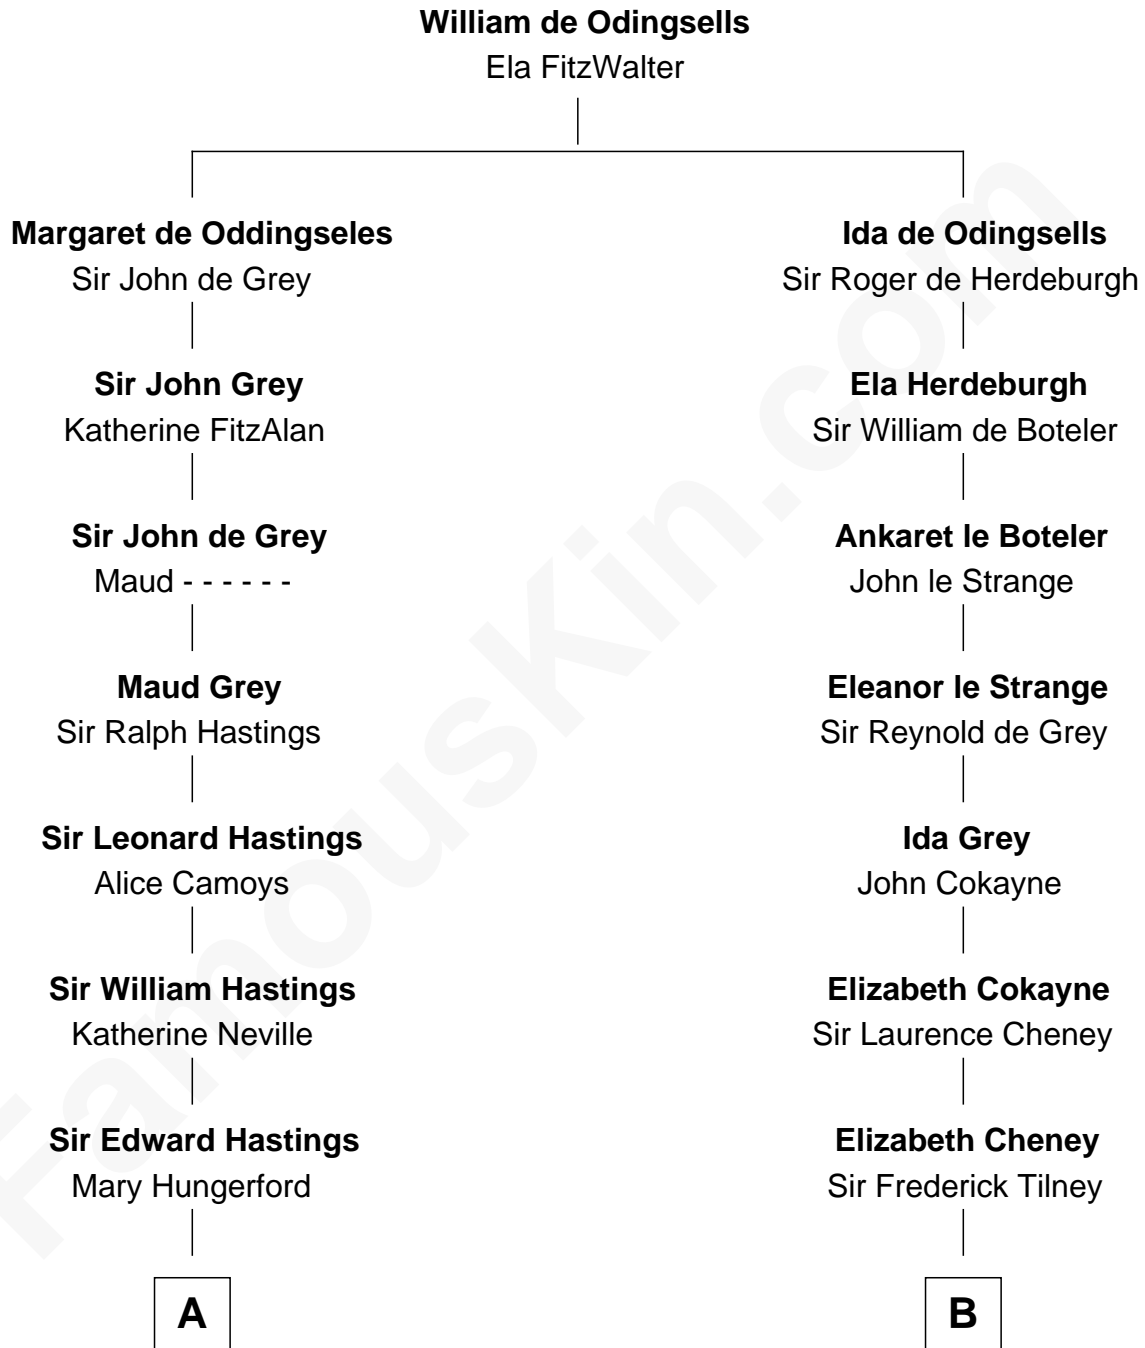 William de Odingsells
Ela FitzWalter
Margaret de Oddingseles
Sir John de Grey
Ida de Odingsells
Sir Roger de Herdeburgh
Sir John Grey
Katherine FitzAlan
Ela Herdeburgh
Sir William de Boteler
Sir John de Grey
Maud - - - - - -
Ankaret le Boteler
John le Strange
Maud Grey
Sir Ralph Hastings
Eleanor le Strange
Sir Reynold de Grey
Sir Leonard Hastings
Alice Camoys
Ida Grey
John Cokayne
Sir William Hastings
Katherine Neville
Elizabeth Cokayne
Sir Laurence Cheney
Sir Edward Hastings
Mary Hungerford
Elizabeth Cheney
Sir Frederick Tilney
A
B
FamousKin.com